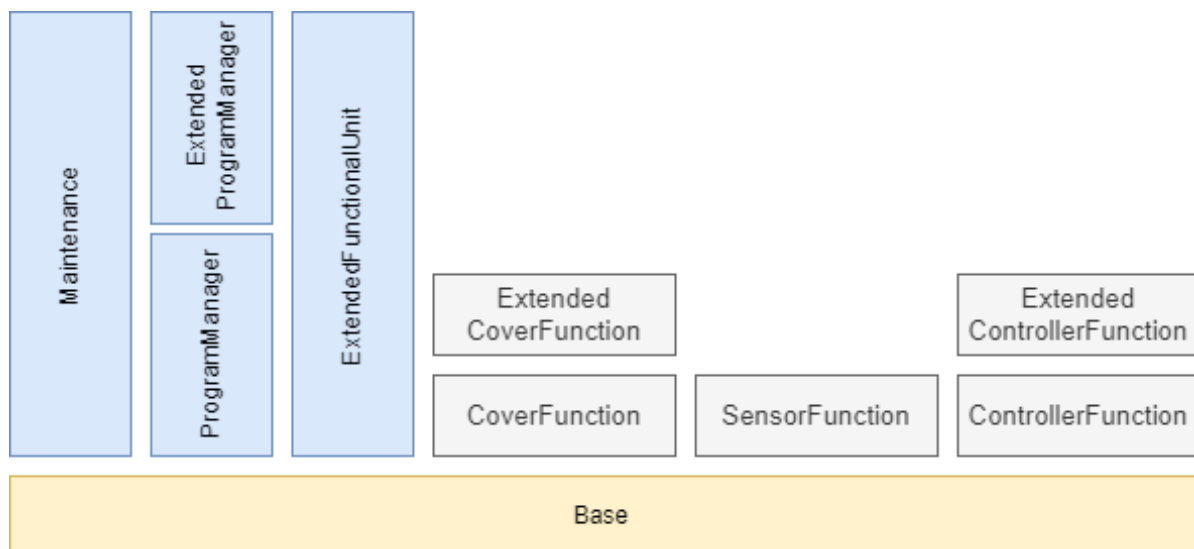 Maintenance
Extended
ProgramManager
ProgramManager
ExtendedFunctionalUnit
Extended
CoverFunction
CoverFunction
SensorFunction
Extended
ControllerFunction
ControllerFunction
Base